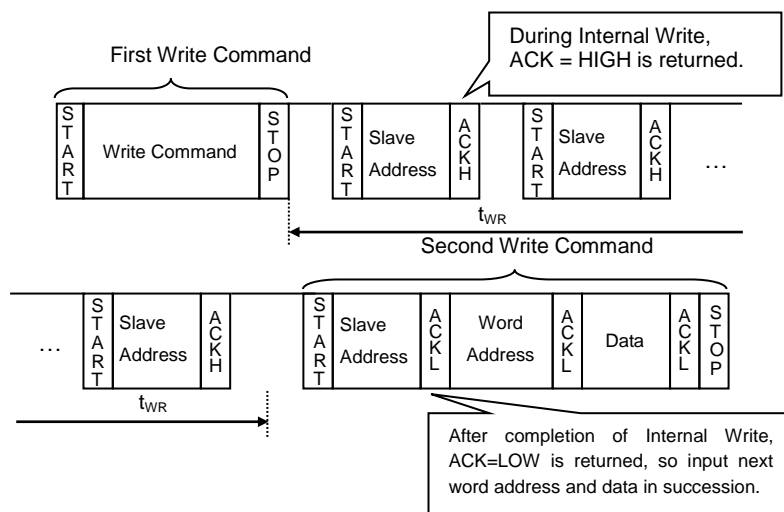 First Write Command
During Internal Write,
ACK = HIGH is returned.
START
Write Command
STOP
START
Slave
Address
ACKH
START
Slave
Address
ACKH
…
tWR
Second Write Command
…
START
Slave
Address
ACKH
START
Slave
Address
ACKL
Word
Address
ACKL
Data
ACKL
STOP
tWR
After completion of Internal Write,
ACK=LOW is returned, so input next
word address and data in succession.